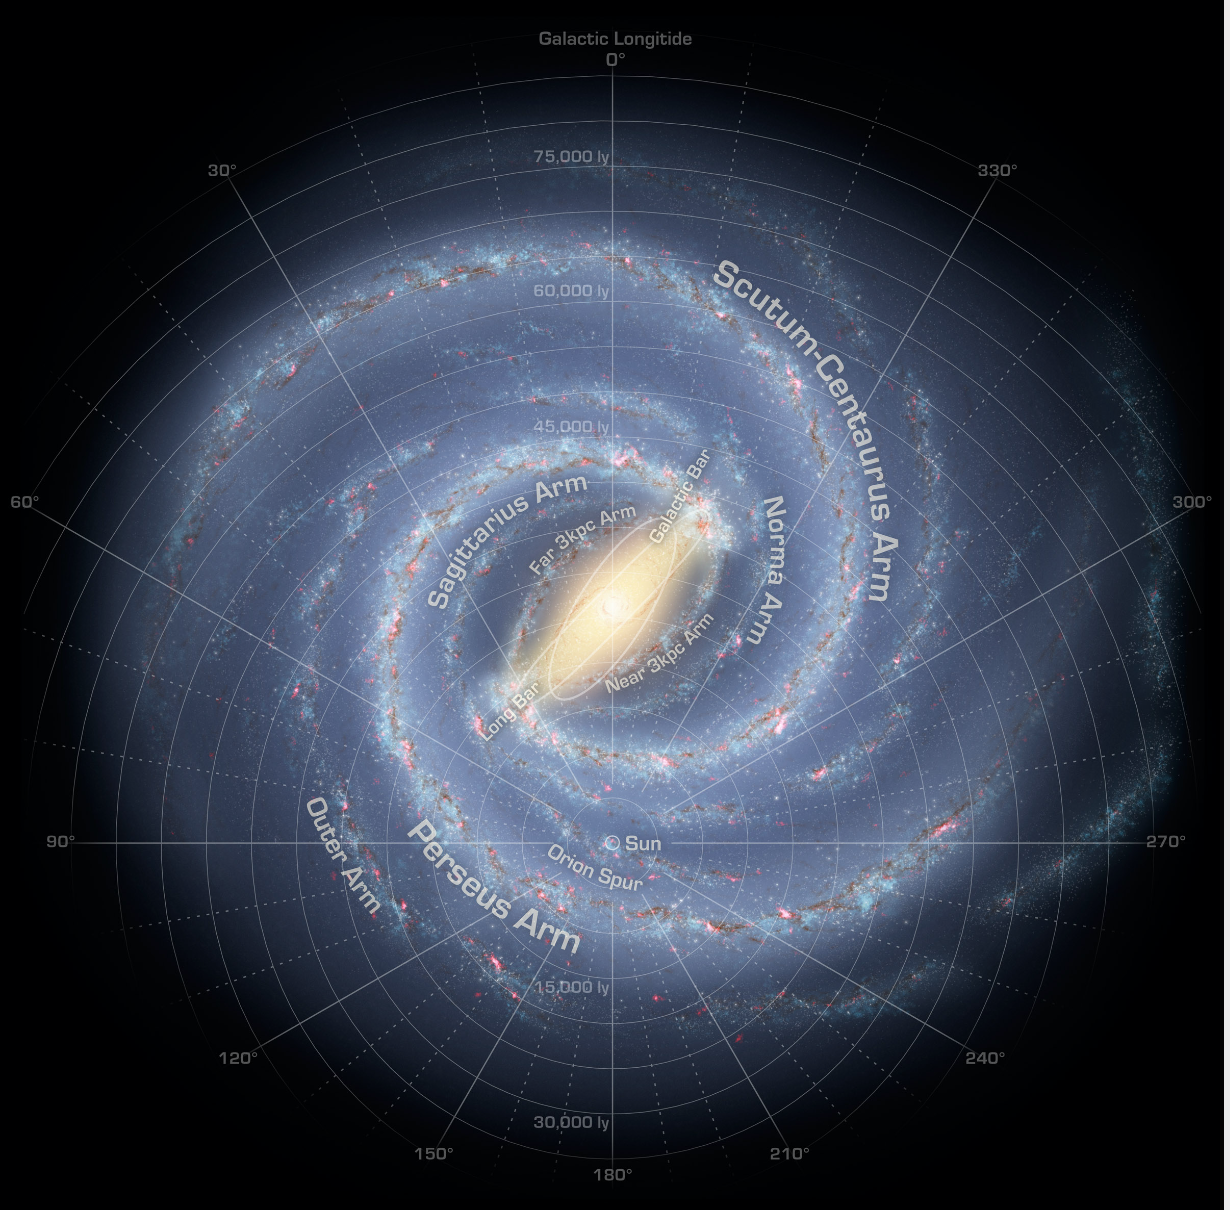 Galactic Longitide
0°
30°
330°
75,000 ly
Scutum-Centaurus Arm
60,000 ly
45,000 ly
Galactic Bar
Sagittarius Arm
60°
300°
Far 3kpc Arm
Norma Arm
Near 3kpc Arm
Long Bar
Outer Arm
Perseus Arm
90°
Sun
270°
Orion Spur
15,000 ly
120°
240°
30,000 ly
150°
210°
180°